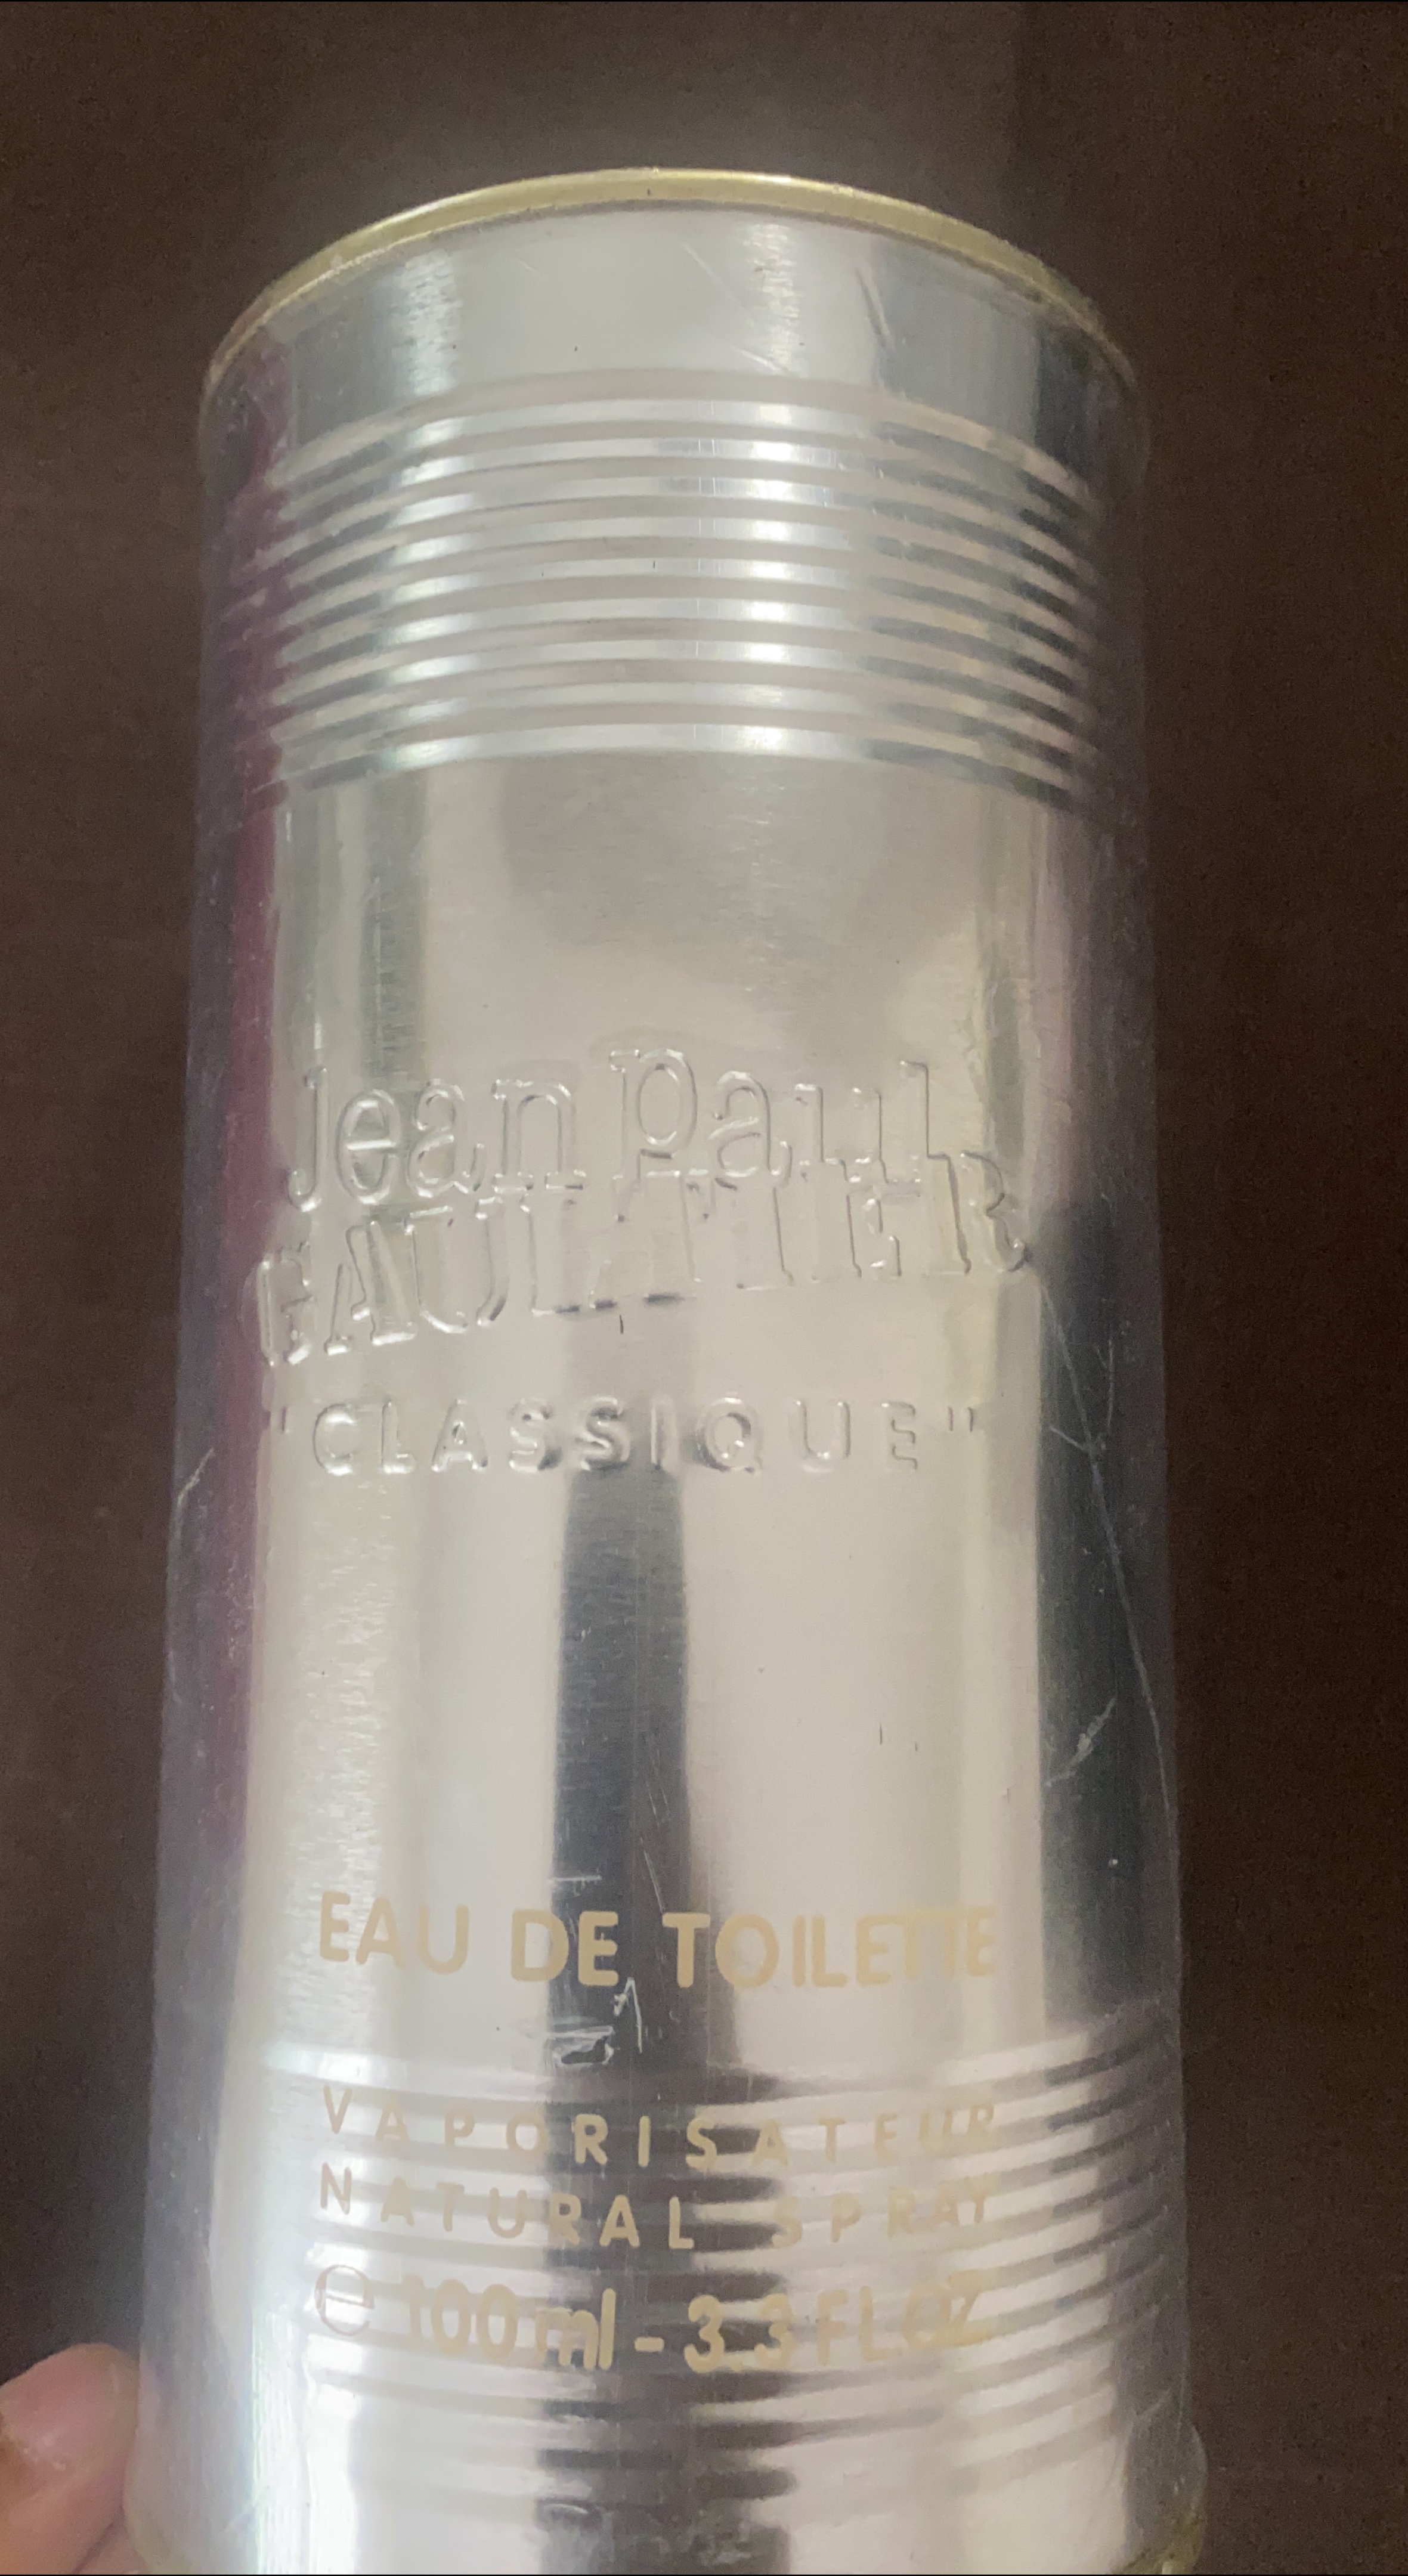 Jean Paul
GAULTIER
"CLASSIQUE"
EAU DE TOILETTE
VAPORISATEUR
NATURAL SPRAY
℮ 100 ml - 3.3 FL.OZ